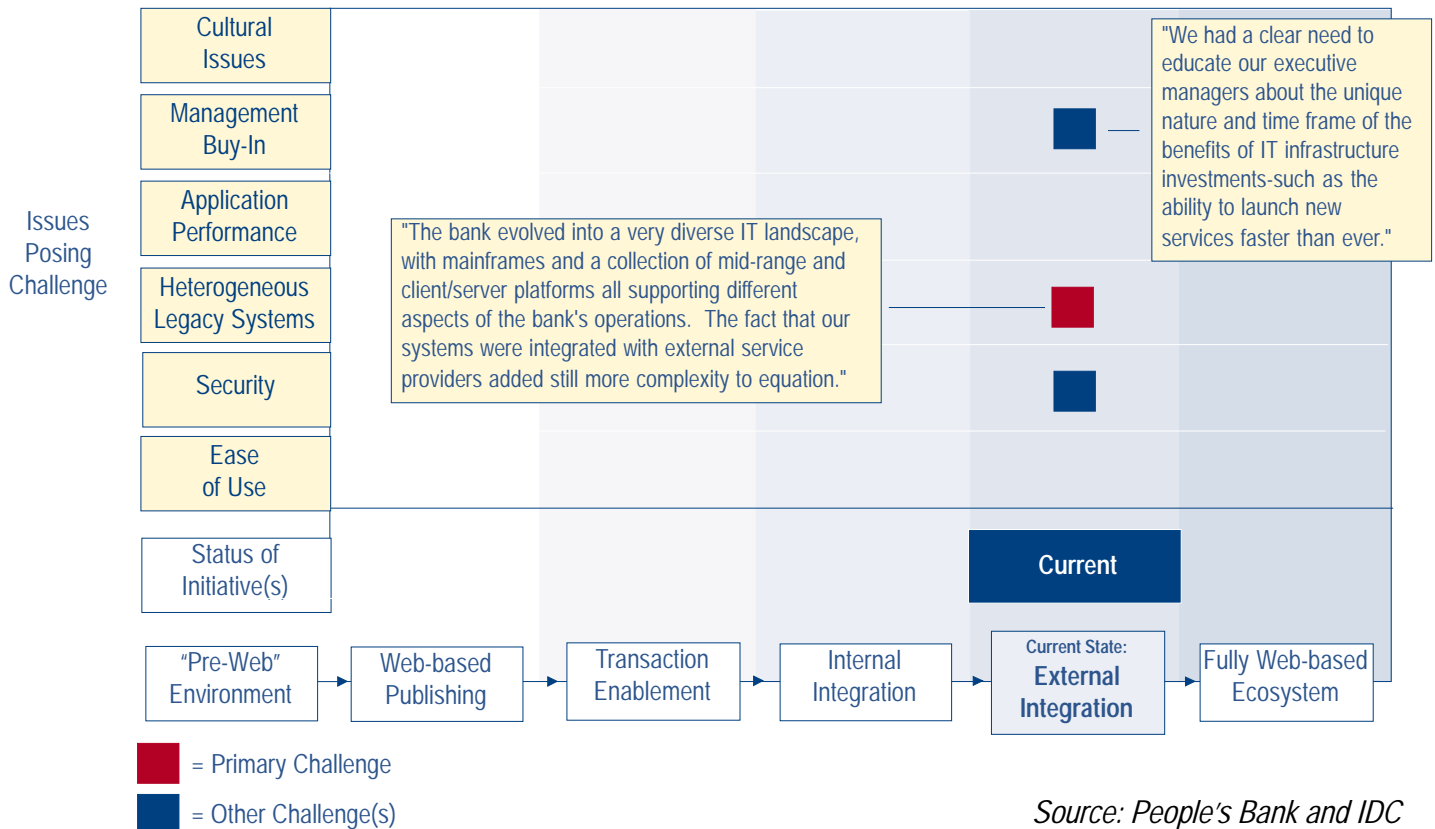 Cultural
Issues
"We had a clear need to
educate our executive
managers about the unique
nature and time frame of the
benefits of IT infrastructure
investments-such as the
ability to launch new
services faster than ever."
Management
Buy-In
Issues
Posing
Challenge
Application
Performance
"The bank evolved into a very diverse IT landscape,
with mainframes and a collection of mid-range and
client/server platforms all supporting different
aspects of the bank's operations. The fact that our
systems were integrated with external service
providers added still more complexity to equation."
Heterogeneous
Legacy Systems
Security
Ease
of Use
Status of
Initiative(s)
Current
"Pre-Web"
Environment
Web-based
Publishing
Transaction
Enablement
Internal
Integration
Current State:
External
Integration
Fully Web-based
Ecosystem
= Primary Challenge
= Other Challenge(s)
Source: People's Bank and IDC